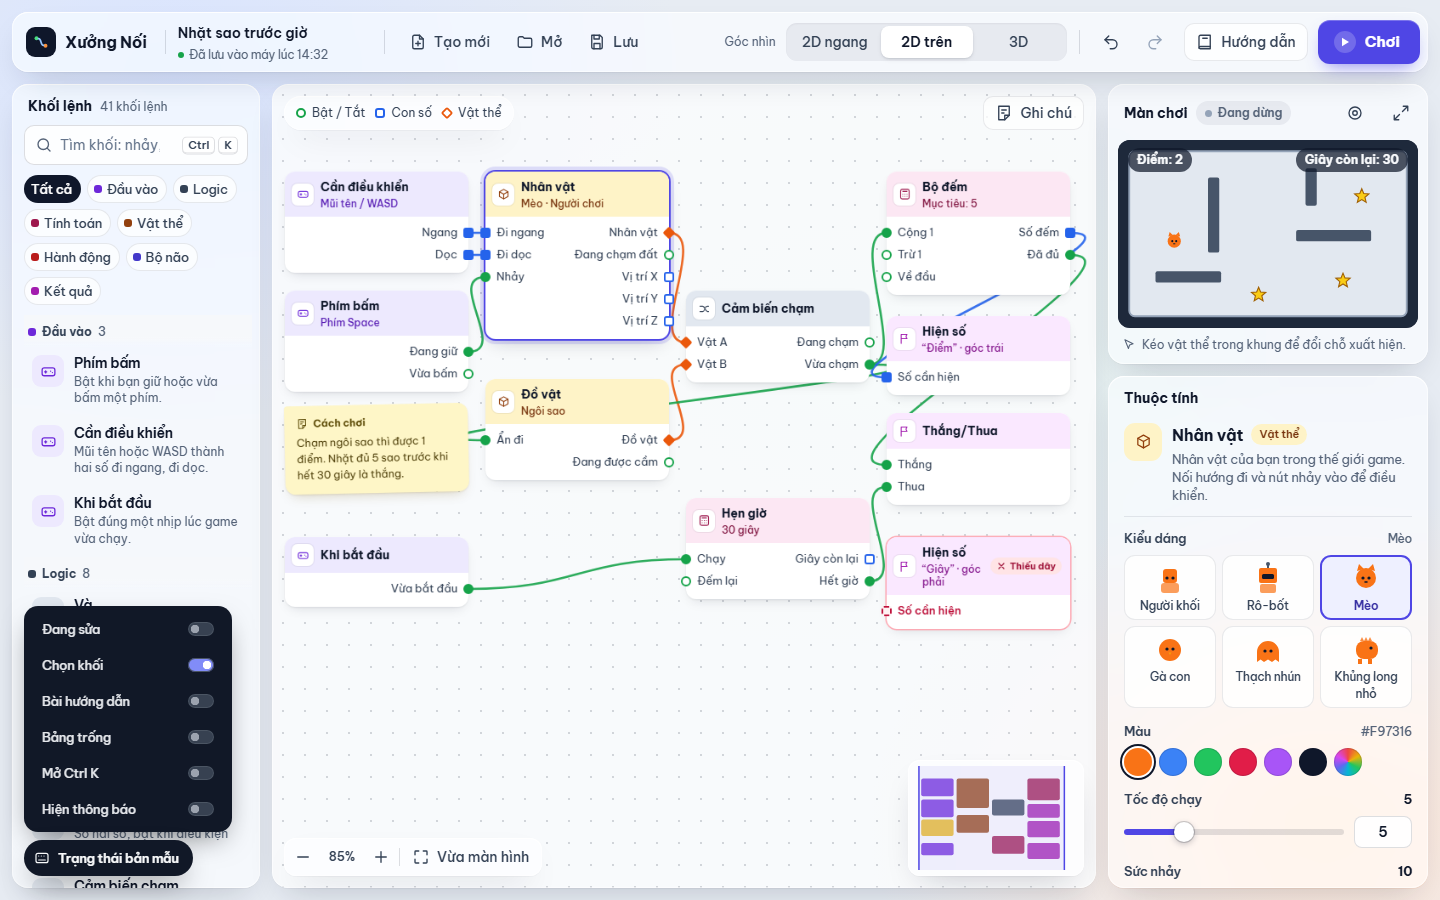 Xưởng Nối
Nhặt sao trước giờ
Đã lưu vào máy lúc 14:32
Tạo mới
Mở
Lưu
Góc nhìn
2D ngang
2D trên
3D
Hướng dẫn
Chơi
Khối lệnh
41 khối lệnh
Tìm khối: nhảy
Ctrl K
Tất cả
Đầu vào
Logic
Tính toán
Vật thể
Hành động
Bộ não
Kết quả
Đầu vào 3
Phím bấm
Bật khi bạn giữ hoặc vừa
bấm một phím.
Cần điều khiển
Mũi tên hoặc WASD thành
hai số đi ngang, đi dọc.
Khi bắt đầu
Bật đúng một nhịp lúc game
vừa chạy.
Logic 8
Và
Đang sửa
Chọn khối
Bài hướng dẫn
Bảng trống
Mở Ctrl K
Hiện thông báo
So hai số, bật khi điều kiện
Trạng thái bản mẫu
Cảm biến chạm
Bật / Tắt
Con số
Vật thể
Ghi chú
Cần điều khiển
Mũi tên / WASD
Ngang
Dọc
Phím bấm
Phím Space
Đang giữ
Vừa bấm
Cách chơi
Chạm ngôi sao thì được 1
điểm. Nhặt đủ 5 sao trước khi
hết 30 giây là thắng.
Khi bắt đầu
Vừa bắt đầu
Nhân vật
Mèo · Người chơi
Đi ngang
Nhân vật
Đi dọc
Đang chạm đất
Nhảy
Vị trí X
Vị trí Y
Vị trí Z
Đồ vật
Ngôi sao
Ẩn đi
Đồ vật
Đang được cầm
Cảm biến chạm
Vật A
Đang chạm
Vật B
Vừa chạm
Hẹn giờ
30 giây
Chạy
Giây còn lại
Đếm lại
Hết giờ
Bộ đếm
Mục tiêu: 5
Cộng 1
Số đếm
Trừ 1
Đã đủ
Về đầu
Hiện số
“Điểm” · góc trái
Số cần hiện
Thắng/Thua
Thắng
Thua
Hiện số
“Giây” · góc
phải
Thiếu dây
Số cần hiện
85%
Vừa màn hình
Màn chơi
Đang dừng
Điểm: 2
Giây còn lại: 30
Kéo vật thể trong khung để đổi chỗ xuất hiện.
Thuộc tính
Nhân vật
Vật thể
Nhân vật của bạn trong thế giới game.
Nối hướng đi và nút nhảy vào để điều
khiển.
Kiểu dáng
Mèo
Người khối
Rô-bốt
Mèo
Gà con
Thạch nhún
Khủng long
nhỏ
Màu
#F97316
Tốc độ chạy
5
5
Sức nhảy
10